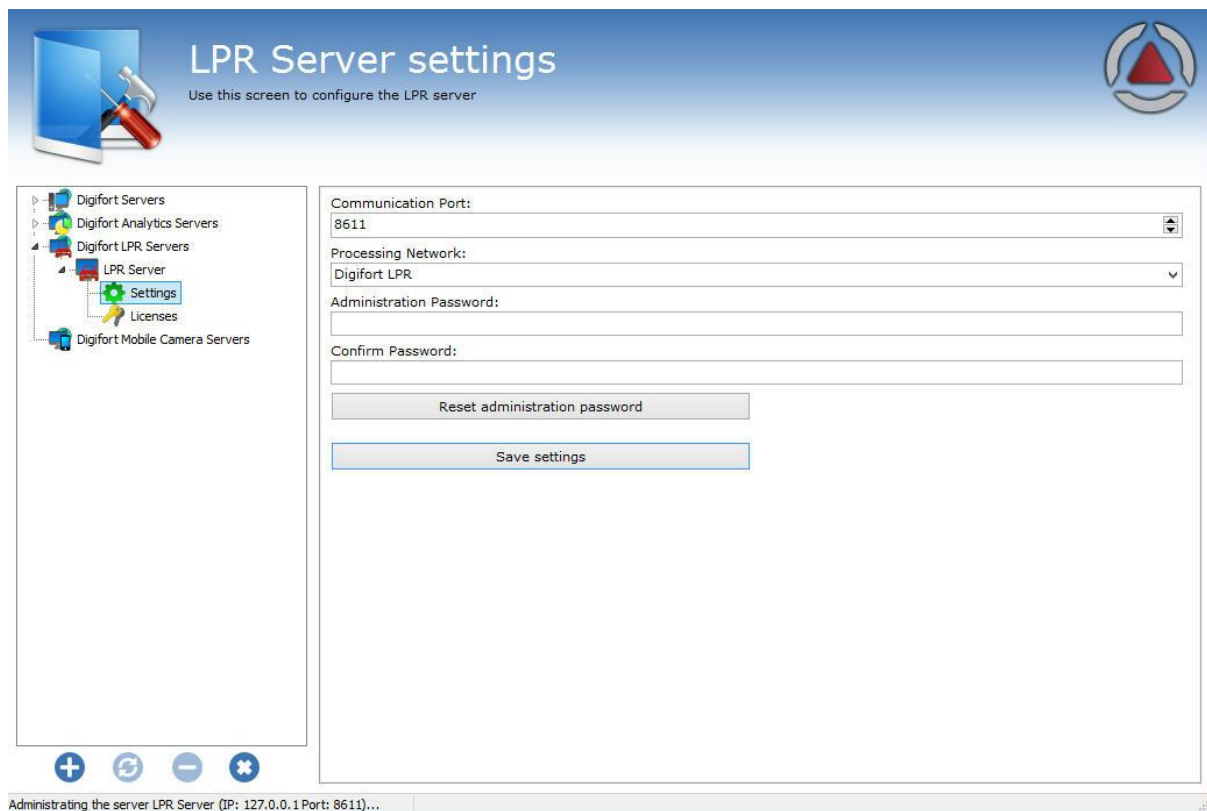 LPR Server settings
Use this screen to configure the LPR server
Digifort Servers
Digifort Analytics Servers
Digifort LPR Servers
LPR Server
Settings
Licenses
Digifort Mobile Camera Servers
Communication Port:
8611
Processing Network:
Digifort LPR
Administration Password:
Confirm Password:
Reset administration password
Save settings
Administrating the server LPR Server (IP: 127.0.0.1 Port: 8611)...